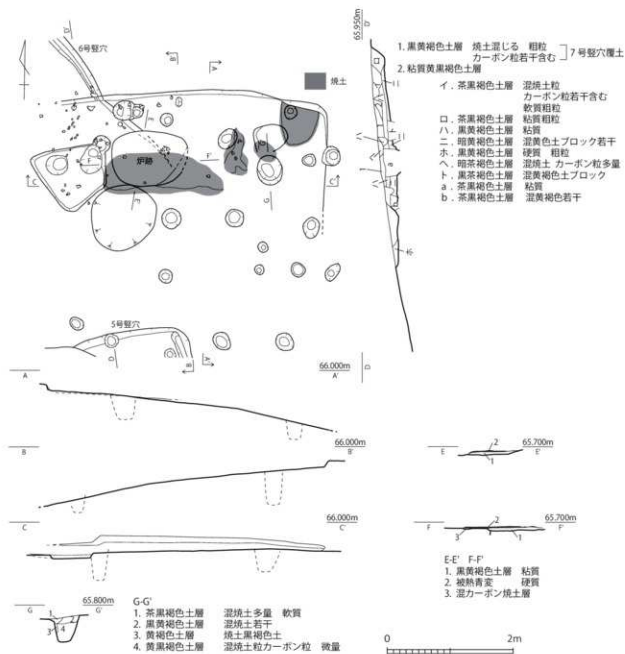 6号竪穴
炉跡
焼土
5号竪穴
65.950m
D'
1. 黒黄褐色土層 焼土混じる 粗粒
カーボン粒若干含む
7号竪穴覆土
2. 粘質黄黒褐色土層
イ．茶黒褐色土層 混焼土粒
カーボン粒若干含む
軟質粗粒
ロ．茶黒褐色土層 粘質粗粒
ハ．黒黄褐色土層 粘質
ニ．暗黄褐色土層 混黄色土ブロック若干
ホ．黒黄褐色土層 硬質 粗粒
ヘ．暗茶褐色土層 混焼土 カーボン粒多量
ト．黒茶褐色土層 混黄褐色土ブロック
a．茶黒褐色土層 粘質
b．茶黒褐色土層 混黄褐色若干
D
A 66.000m A'
B 66.000m B'
C 66.000m C'
E 65.700m E'
2
1
F 65.700m F'
2
3 1
E-E' F-F'
1. 黒黄褐色土層 粘質
2. 被熱青変 硬質
3. 混カーボン焼土層
G 65.800m G'
1 2
3 4
G-G'
1. 茶黒褐色土層 混焼土多量 軟質
2. 黒黄褐色土層 混焼土若干
3. 黄褐色土層 焼土黒褐色土
4. 黄黒褐色土層 混焼土粒カーボン粒 微量
0 2m